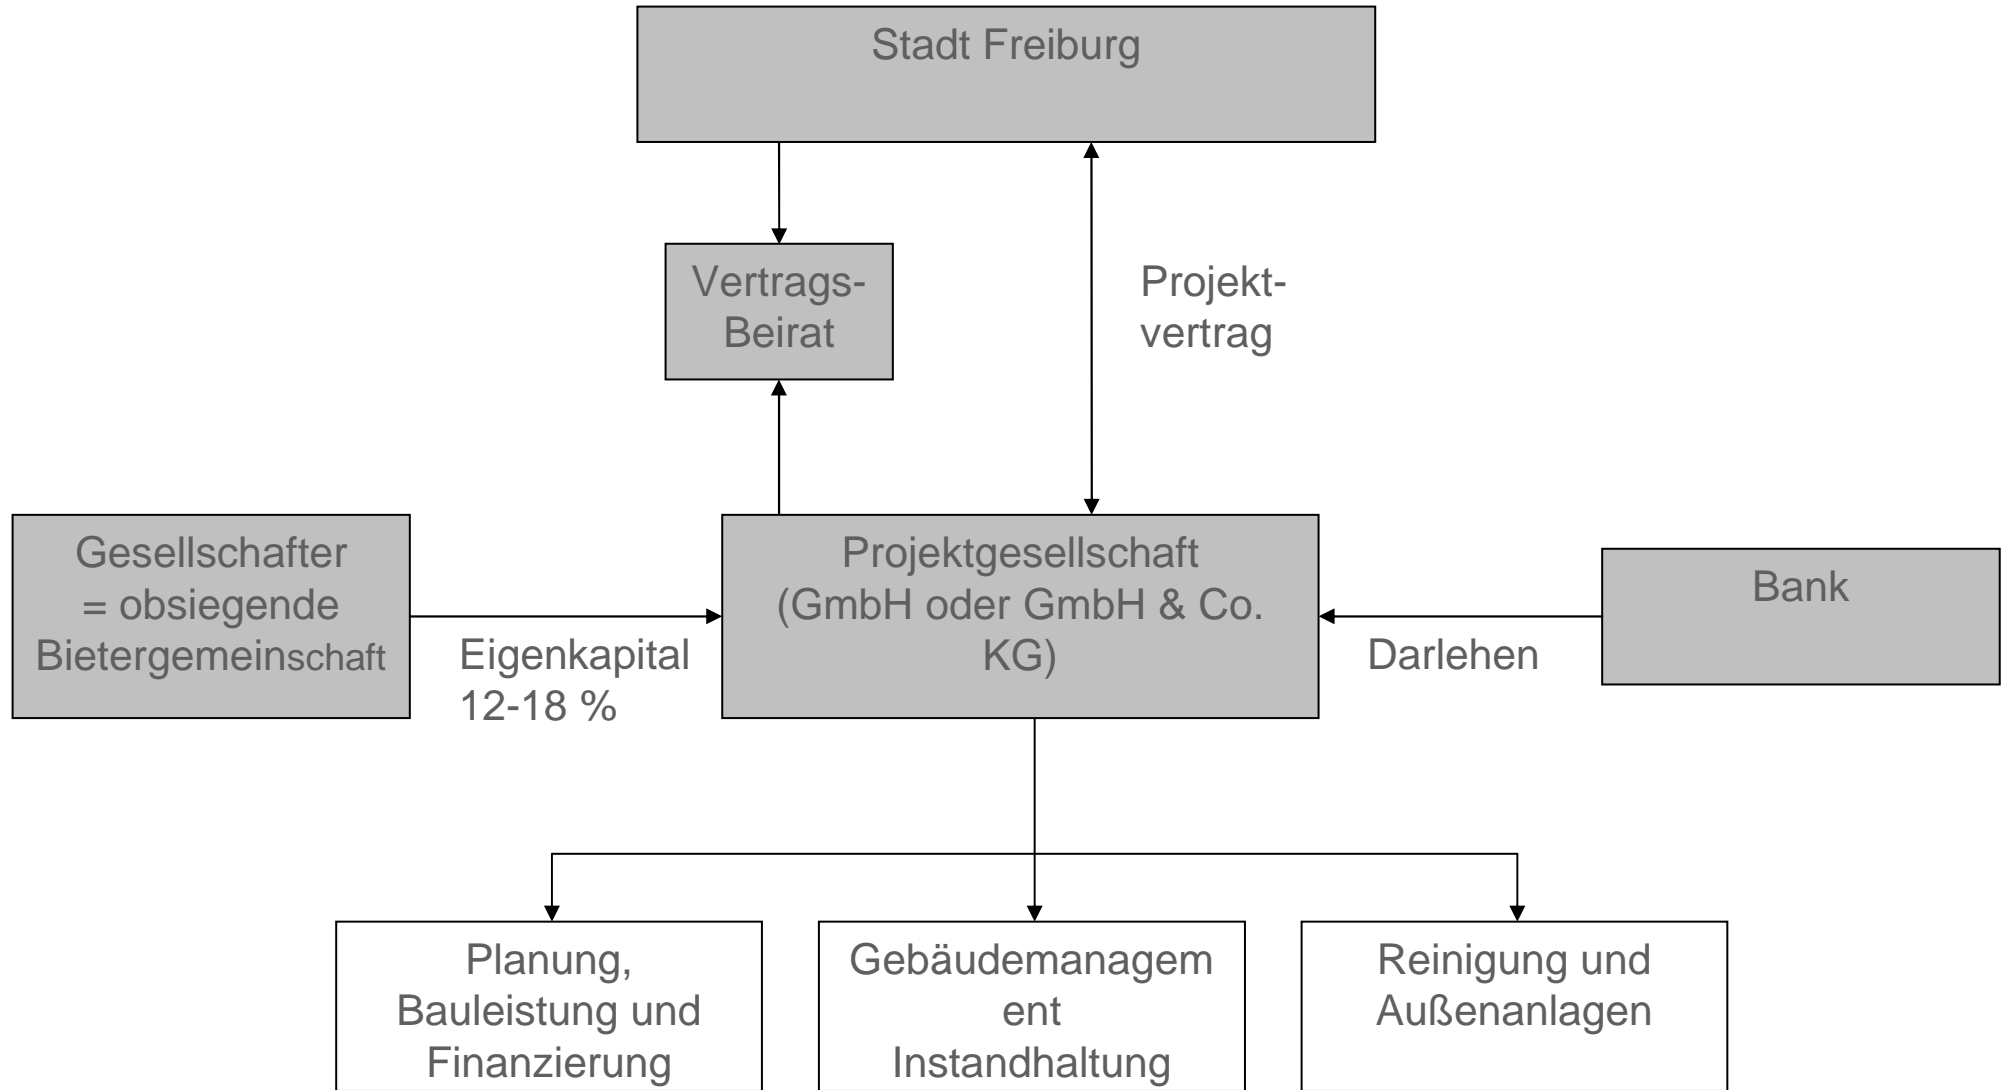 Stadt Freiburg
Vertrags-
Beirat
Projekt-
vertrag
Gesellschafter
= obsiegende
Bietergemeinschaft
Eigenkapital
12-18 %
Projektgesellschaft
(GmbH oder GmbH & Co.
KG)
Darlehen
Bank
Planung,
Bauleistung und
Finanzierung
Gebäudemanagem
ent
Instandhaltung
Reinigung und
Außenanlagen